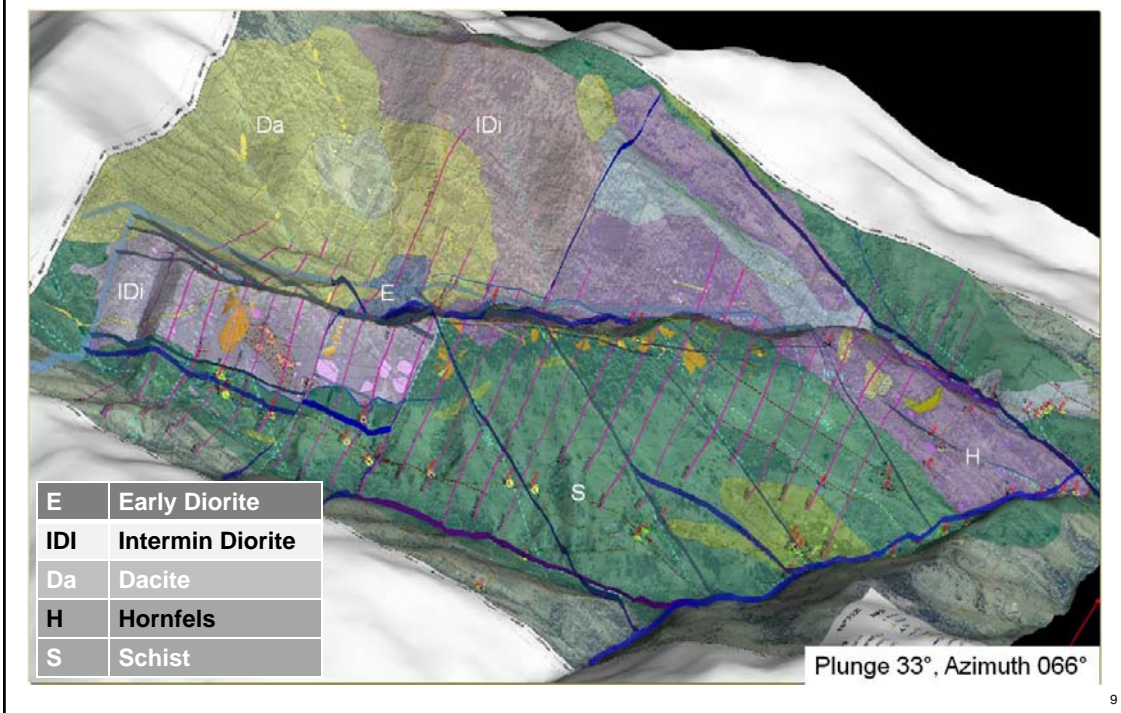 Da
IDi
IDi
E
H
S
E Early Diorite
IDI Intermin Diorite
Da Dacite
H Hornfels
S Schist
Plunge 33°, Azimuth 066°
9